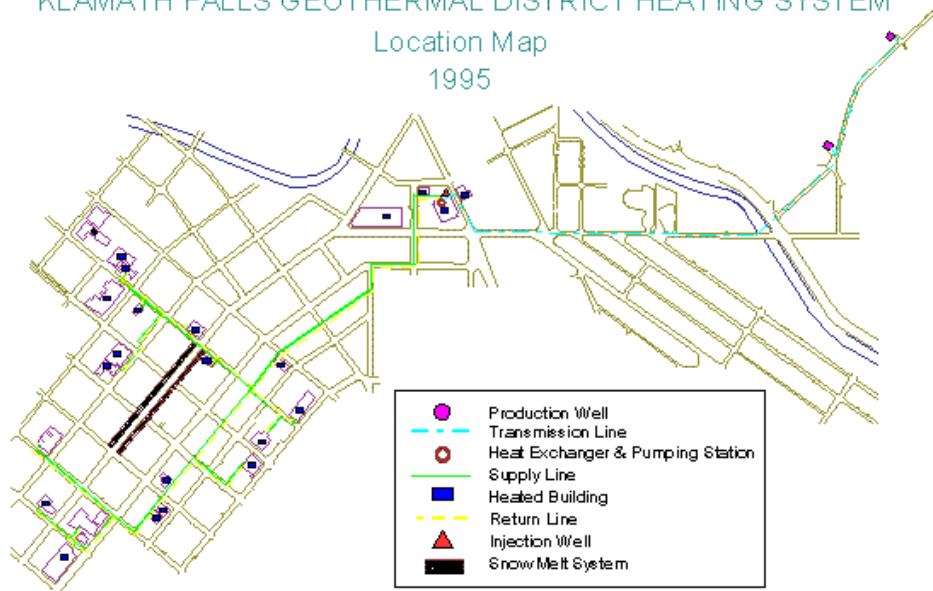 KLAMATH FALLS GEOTHERMAL DISTRICT HEATING SYSTEM
Location Map
1995
Production Well
Transmission Line
Heat Exchanger & Pumping Station
Supply Line
Heated Building
Return Line
Injection Well
Snow Melt System